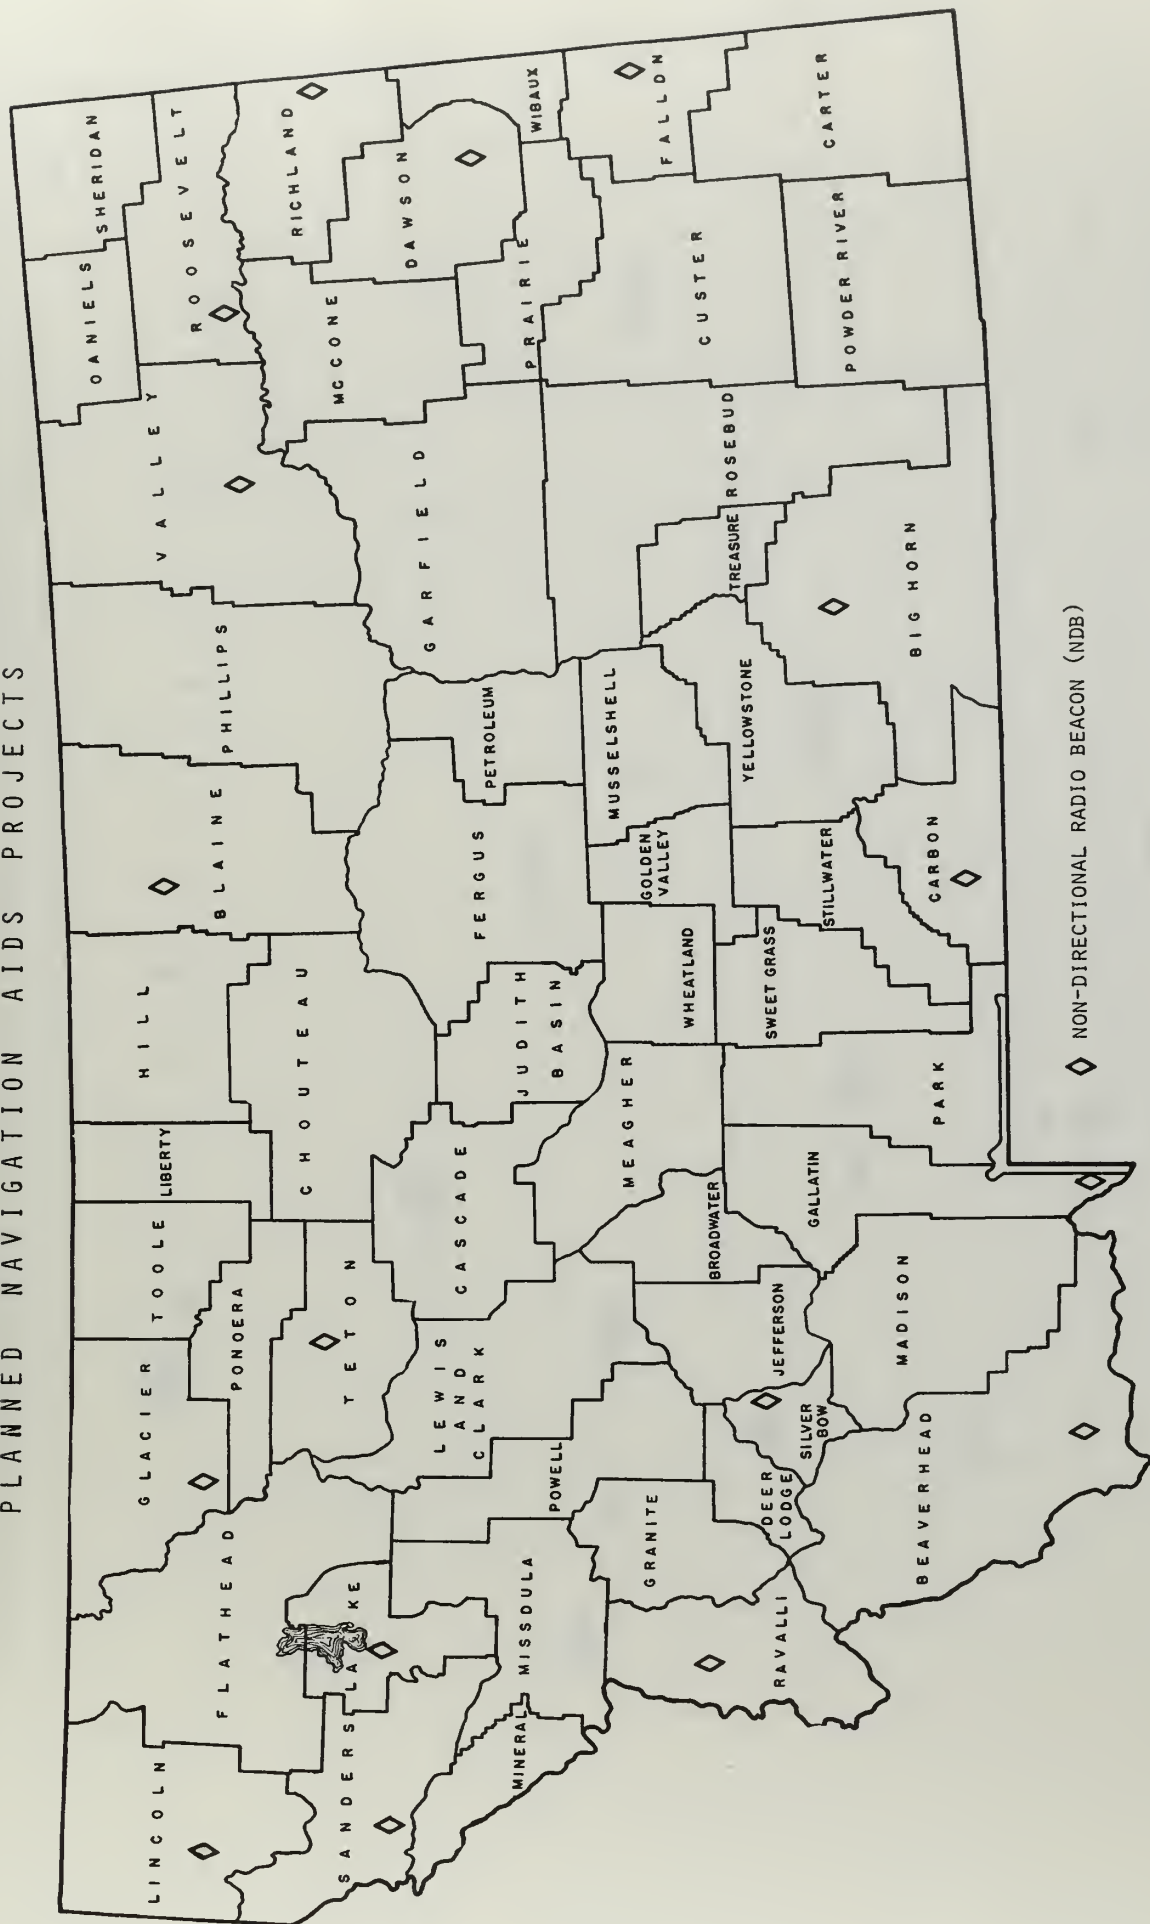 PLANNED NAVIGATION AIDS PROJECTS
LINCOLN
FLATHEAD
GLACIER
TOOLE
LIBERTY
HILL
BLAINE
PHILLIPS
VALLEY
DANIELS
SHERIDAN
ROOSEVELT
PONDERA
SANDERS
LAKE
TETON
CHOUTEAU
MCCONE
RICHLAND
LEWIS
AND
CLARK
CASCADE
FERGUS
GARFIELD
DAWSON
MINERAL
MISSOULA
POWELL
JUDITH
BASIN
PETROLEUM
PRAIRIE
WIBAUX
GRANITE
MEAGHER
GOLDEN
VALLEY
MUSSELSHELL
CUSTER
FALLON
RAVALLI
DEER
LODGE
SILVER
BOW
JEFFERSON
BROADWATER
WHEATLAND
SWEET GRASS
STILLWATER
YELLOWSTONE
TREASURE
ROSEBUD
POWDER RIVER
CARTER
BEAVERHEAD
MADISON
GALLATIN
PARK
CARBON
BIG HORN
NON-DIRECTIONAL RADIO BEACON (NDB)